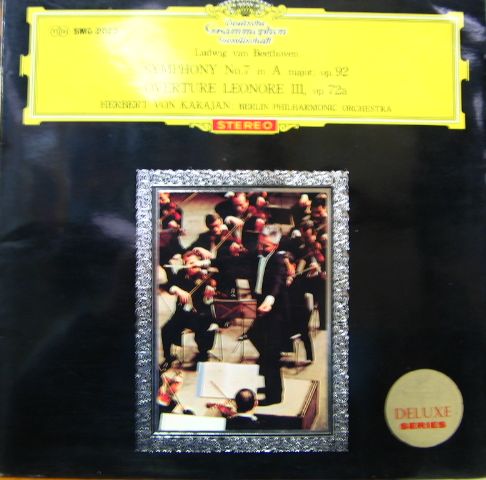 SWG
Deutsche
Grammophon
Gesellschaft
Ludwig van Beethoven
SYMPHONY No.7 in A major, op. 92
OVERTURE LEONORE III, op. 72a
HERBERT VON KARAJAN: BERLIN PHILHARMONIC ORCHESTRA
STEREO
DELUXE
SERIES